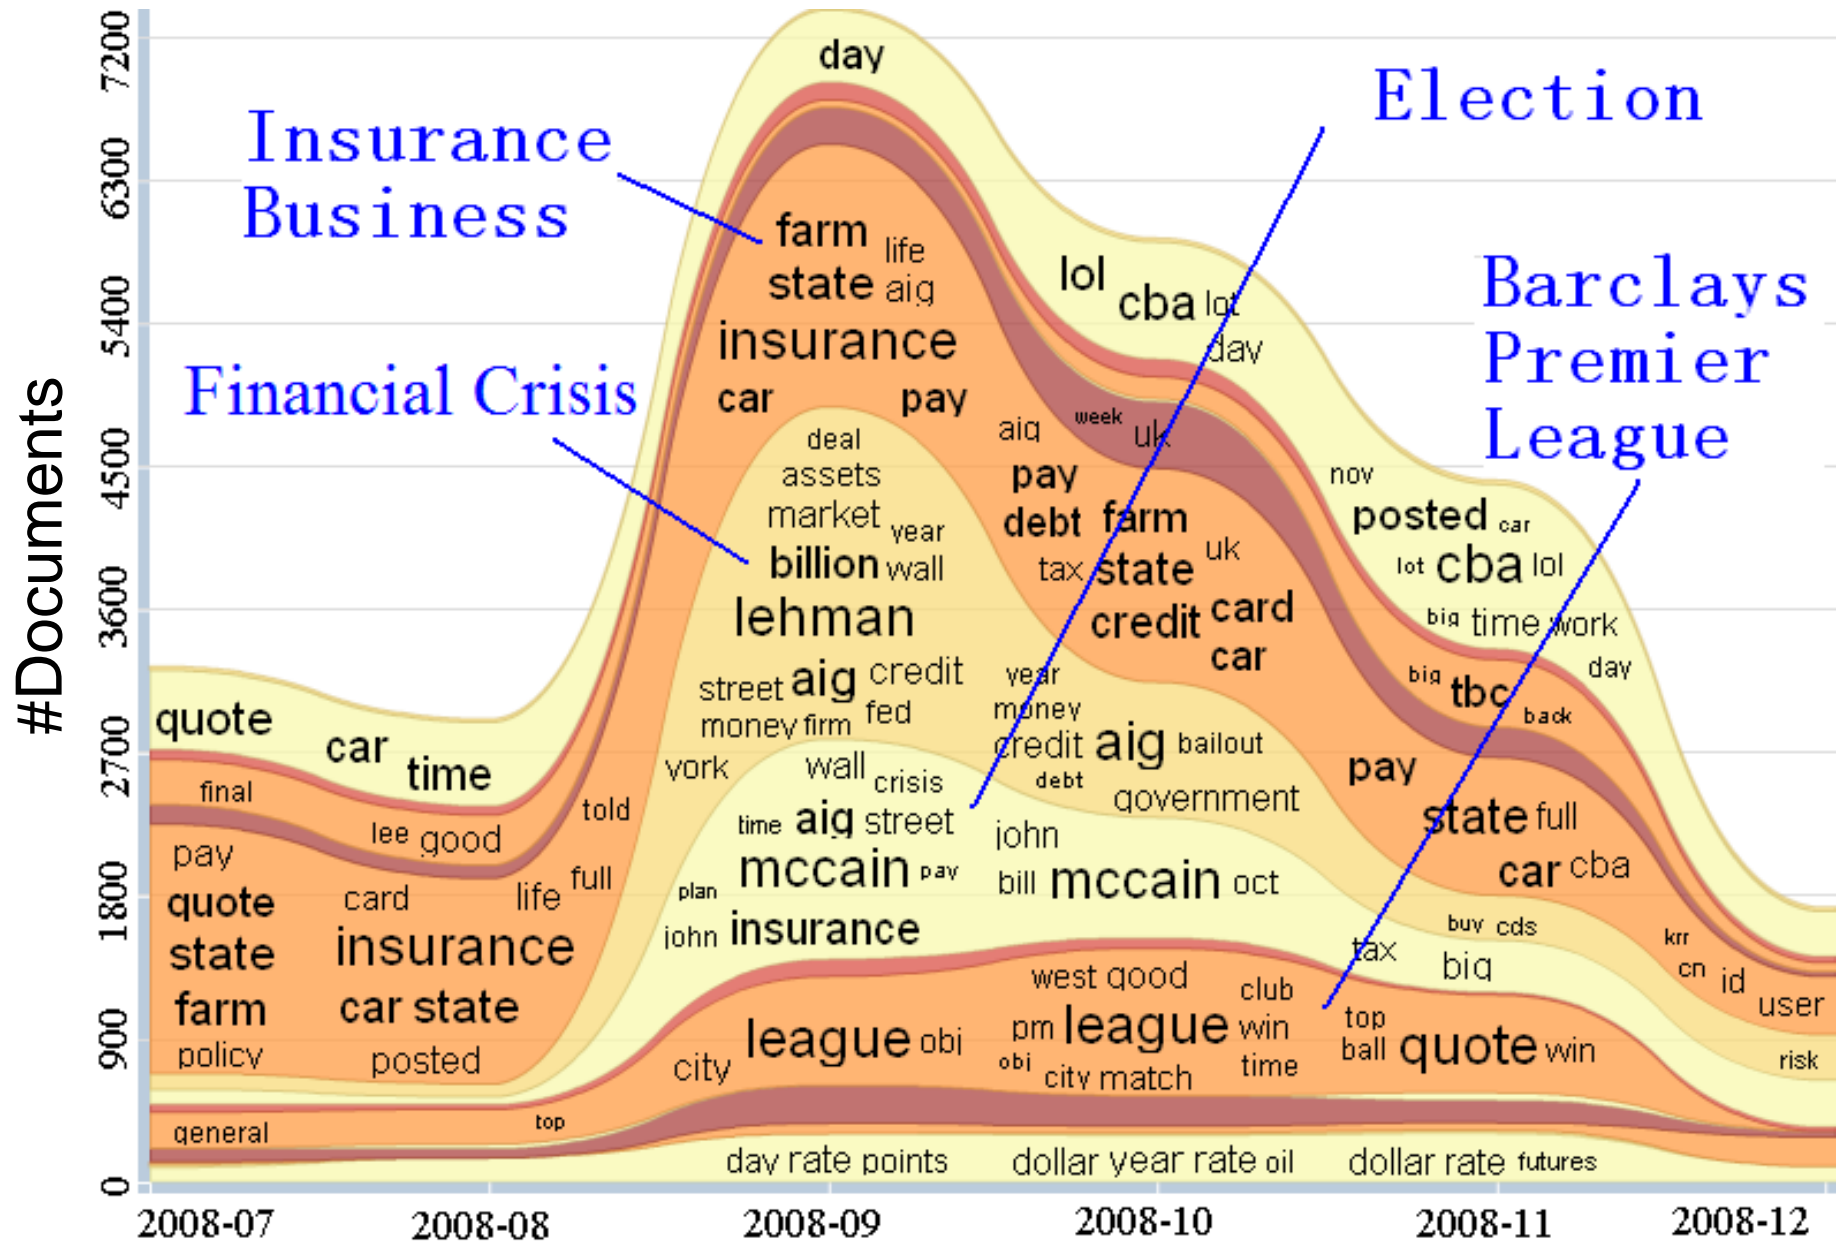 7200
6300
5400
4500
3600
2700
1800
900
0
#Documents
Insurance
Business
Financial Crisis
Election
Barclays
Premier
League
quote
final
pay
quote
state
farm
policy
general
car
time
lee good
told
card life full
insurance
car state
posted
top
day
farm life
state aig
insurance
car pay
deal
assets
market year
billion wall
lehman
street aig credit
money firm fed
york
wall crisis
time aig street
plan mccain pay
john insurance
league obi
city
day rate points
lol
cba lot
day
aig week uk
pay
debt farm
tax state uk
credit card
car
year
money
credit aig bailout
debt government
john
bill mccain oct
west good club
pm league win
obi city match time
dollar year rate oil
nov
posted car
lot cba lol
big time work
day
big tbc back
pay
state full
car cba
buy cds
tax big
top
ball quote win
dollar rate futures
krr
cn id
user
risk
2008-07 2008-08 2008-09 2008-10 2008-11 2008-12